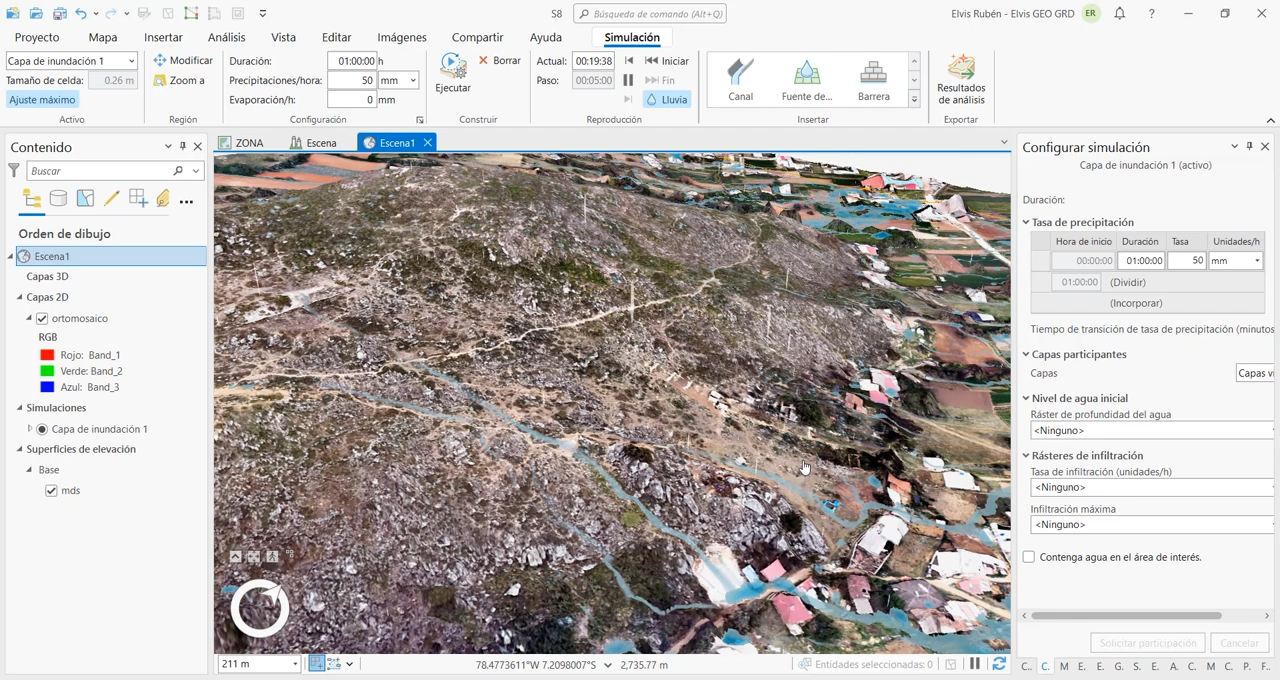 S8
Búsqueda de comando (Alt+Q)
Elvis Rubén - Elvis GEO GRD
ER
Proyecto
Mapa
Insertar
Análisis
Vista
Editar
Imágenes
Compartir
Ayuda
Simulación
Capa de inundación 1
Tamaño de celda:
0.26 m
Ajuste máximo
Activo
Modificar
Zoom a
Región
Duración:
01:00:00
h
Precipitaciones/hora:
50
mm
Evaporación/h:
0
mm
Configuración
Ejecutar
Borrar
Construir
Actual:
00:19:38
Iniciar
Paso:
00:05:00
Fin
Lluvia
Reproducción
Canal
Fuente de...
Barrera
Insertar
Resultados
de análisis
Exportar
Contenido
Buscar
Orden de dibujo
Escena1
Capas 3D
Capas 2D
ortomosaico
RGB
Rojo: Band_1
Verde: Band_2
Azul: Band_3
Simulaciones
Capa de inundación 1
Superficies de elevación
Base
mds
ZONA
Escena
Escena1
211 m
78.4773611°W 7.2098007°S
2,735.77 m
Entidades seleccionadas: 0
Configurar simulación
Capa de inundación 1 (activo)
Duración:
Tasa de precipitación
Hora de inicio
Duración
Tasa
Unidades/h
00:00:00
01:00:00
50
mm
01:00:00
(Dividir)
(Incorporar)
Tiempo de transición de tasa de precipitación (minutos
Capas participantes
Capas
Capas vi
Nivel de agua inicial
Ráster de profundidad del agua
<Ninguno>
Rásteres de infiltración
Tasa de infiltración (unidades/h)
<Ninguno>
Infiltración máxima
<Ninguno>
Contenga agua en el área de interés.
Solicitar participación
Cancelar
C..
C.
M
E.
E.
G.
S.
E.
A.
C.
M
C.
P.
F..